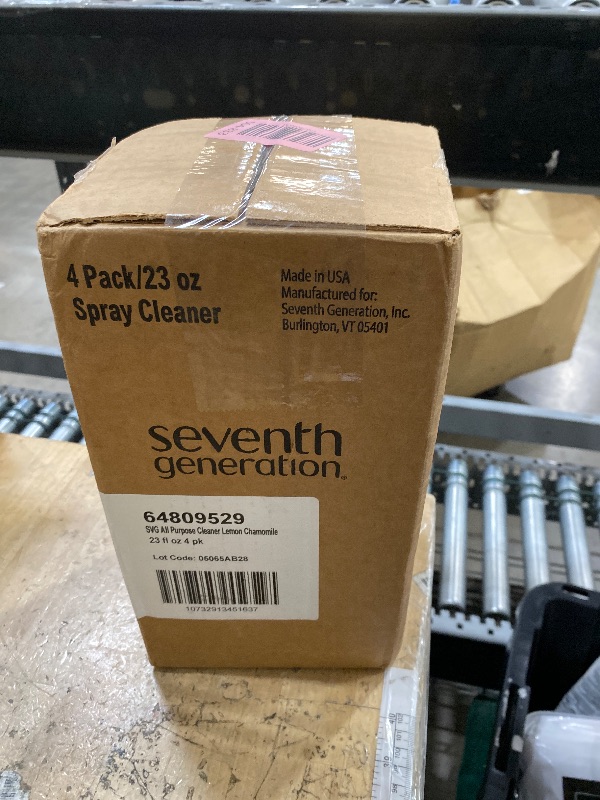 4 Pack/23 oz
Spray Cleaner
Made in USA
Manufactured for:
Seventh Generation, Inc.
Burlington, VT 05401
seventh
generation®
64809529
SVG All Purpose Cleaner Lemon Chamomile
23 fl oz 4 pk
Lot Code: 06065AB28
10732913451637